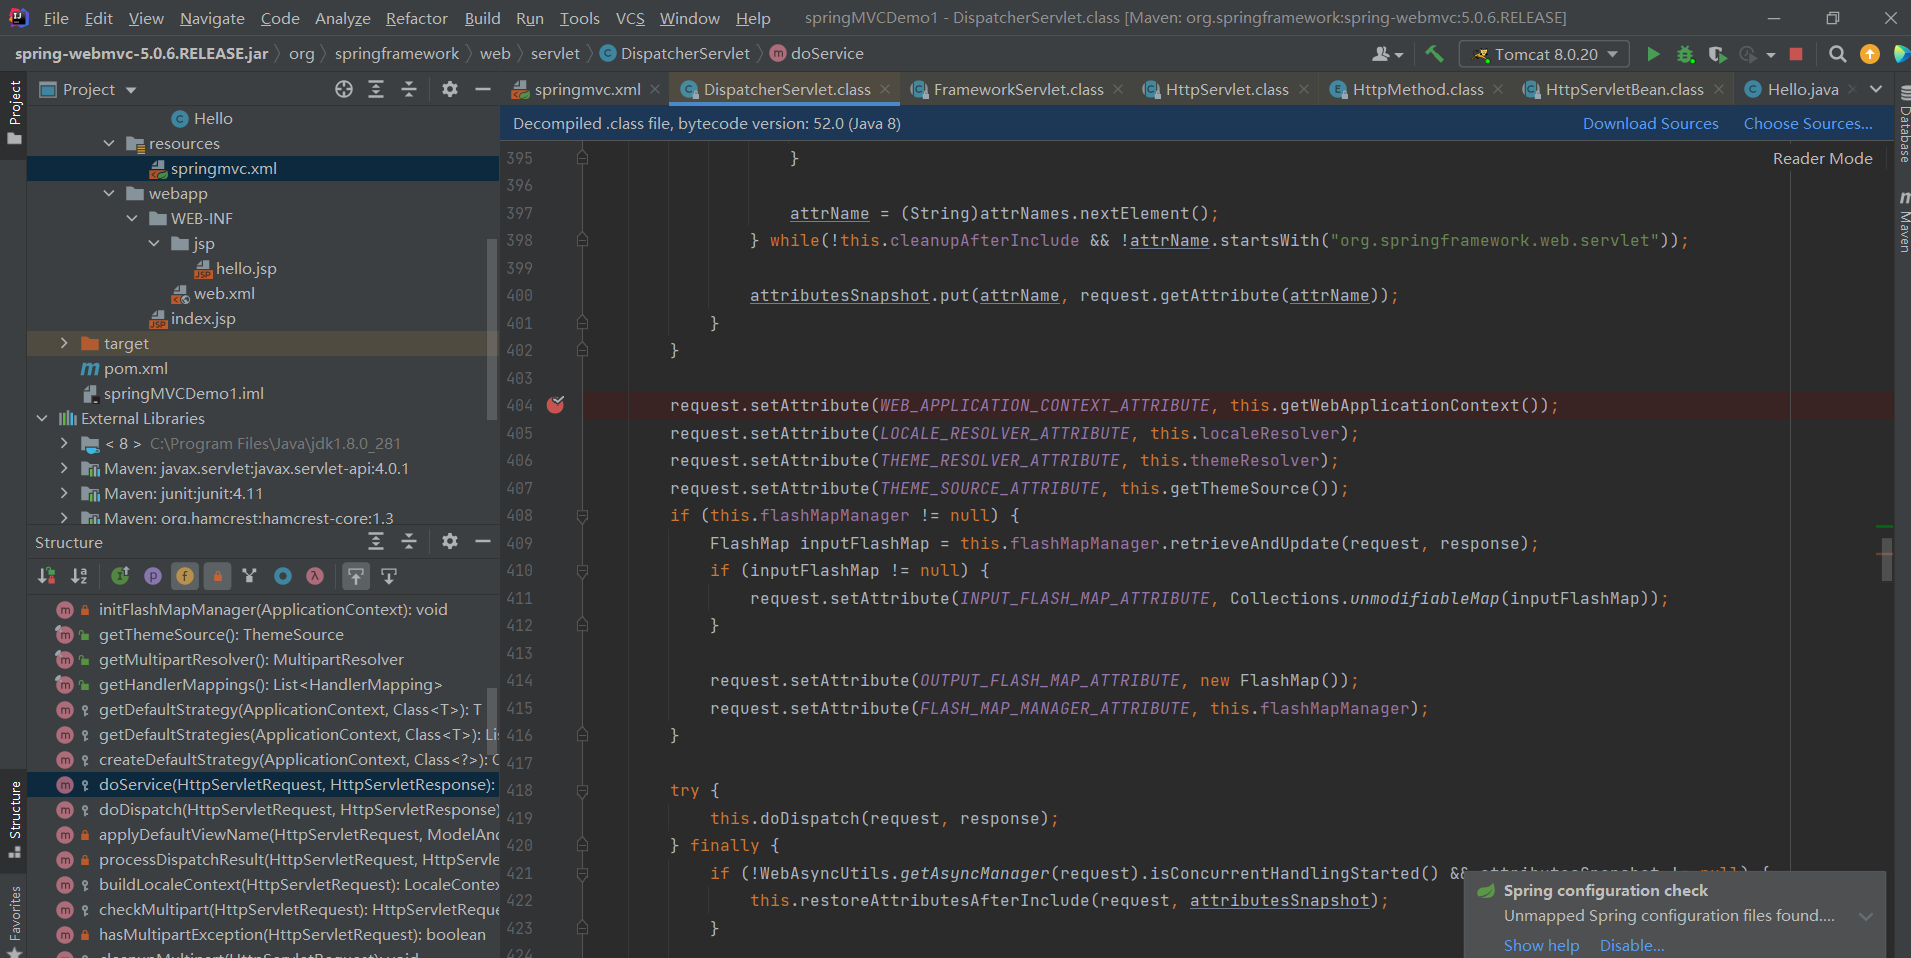 File Edit View Navigate Code Analyze Refactor Build Run Tools VCS Window Help springMVCDemo1 - DispatcherServlet.class [Maven: org.springframework:spring-webmvc:5.0.6.RELEASE]
spring-webmvc-5.0.6.RELEASE.jar org springframework web servlet DispatcherServlet doService Tomcat 8.0.20
Project
springmvc.xml DispatcherServlet.class FrameworkServlet.class HttpServlet.class HttpMethod.class HttpServletBean.class Hello.java
Decompiled .class file, bytecode version: 52.0 (Java 8) Download Sources Choose Sources...
Reader Mode
Project
Structure
Favorites
Database
Maven
Hello
resources
springmvc.xml
webapp
WEB-INF
jsp
hello.jsp
web.xml
index.jsp
target
pom.xml
springMVCDemo1.iml
External Libraries
< 8 > C:\Program Files\Java\jdk1.8.0_281
Maven: javax.servlet:javax.servlet-api:4.0.1
Maven: junit:junit:4.11
Maven: org.hamcrest:hamcrest-core:1.3
Structure
initFlashMapManager(ApplicationContext): void
getThemeSource(): ThemeSource
getMultipartResolver(): MultipartResolver
getHandlerMappings(): List<HandlerMapping>
getDefaultStrategy(ApplicationContext, Class<T>): T
getDefaultStrategies(ApplicationContext, Class<T>): Li
createDefaultStrategy(ApplicationContext, Class<?>): O
doService(HttpServletRequest, HttpServletResponse):
doDispatch(HttpServletRequest, HttpServletResponse)
applyDefaultViewName(HttpServletRequest, ModelAnd
processDispatchResult(HttpServletRequest, HttpServle
buildLocaleContext(HttpServletRequest): LocaleContex
checkMultipart(HttpServletRequest): HttpServletReque
hasMultipartException(HttpServletRequest): boolean
cleanupMultipart(HttpServletRequest): void
395 }
396
397 attrName = (String)attrNames.nextElement();
398 } while(!this.cleanupAfterInclude && !attrName.startsWith("org.springframework.web.servlet"));
399
400 attributesSnapshot.put(attrName, request.getAttribute(attrName));
401 }
402 }
403
404 request.setAttribute(WEB_APPLICATION_CONTEXT_ATTRIBUTE, this.getWebApplicationContext());
405 request.setAttribute(LOCALE_RESOLVER_ATTRIBUTE, this.localeResolver);
406 request.setAttribute(THEME_RESOLVER_ATTRIBUTE, this.themeResolver);
407 request.setAttribute(THEME_SOURCE_ATTRIBUTE, this.getThemeSource());
408 if (this.flashMapManager != null) {
409 FlashMap inputFlashMap = this.flashMapManager.retrieveAndUpdate(request, response);
410 if (inputFlashMap != null) {
411 request.setAttribute(INPUT_FLASH_MAP_ATTRIBUTE, Collections.unmodifiableMap(inputFlashMap));
412 }
413
414 request.setAttribute(OUTPUT_FLASH_MAP_ATTRIBUTE, new FlashMap());
415 request.setAttribute(FLASH_MAP_MANAGER_ATTRIBUTE, this.flashMapManager);
416 }
417
418 try {
419 this.doDispatch(request, response);
420 } finally {
421 if (!WebAsyncUtils.getAsyncManager(request).isConcurrentHandlingStarted() && attributesSnapshot != null) {
422 this.restoreAttributesAfterInclude(request, attributesSnapshot);
423 }
424
Spring configuration check
Unmapped Spring configuration files found....
Show help Disable...